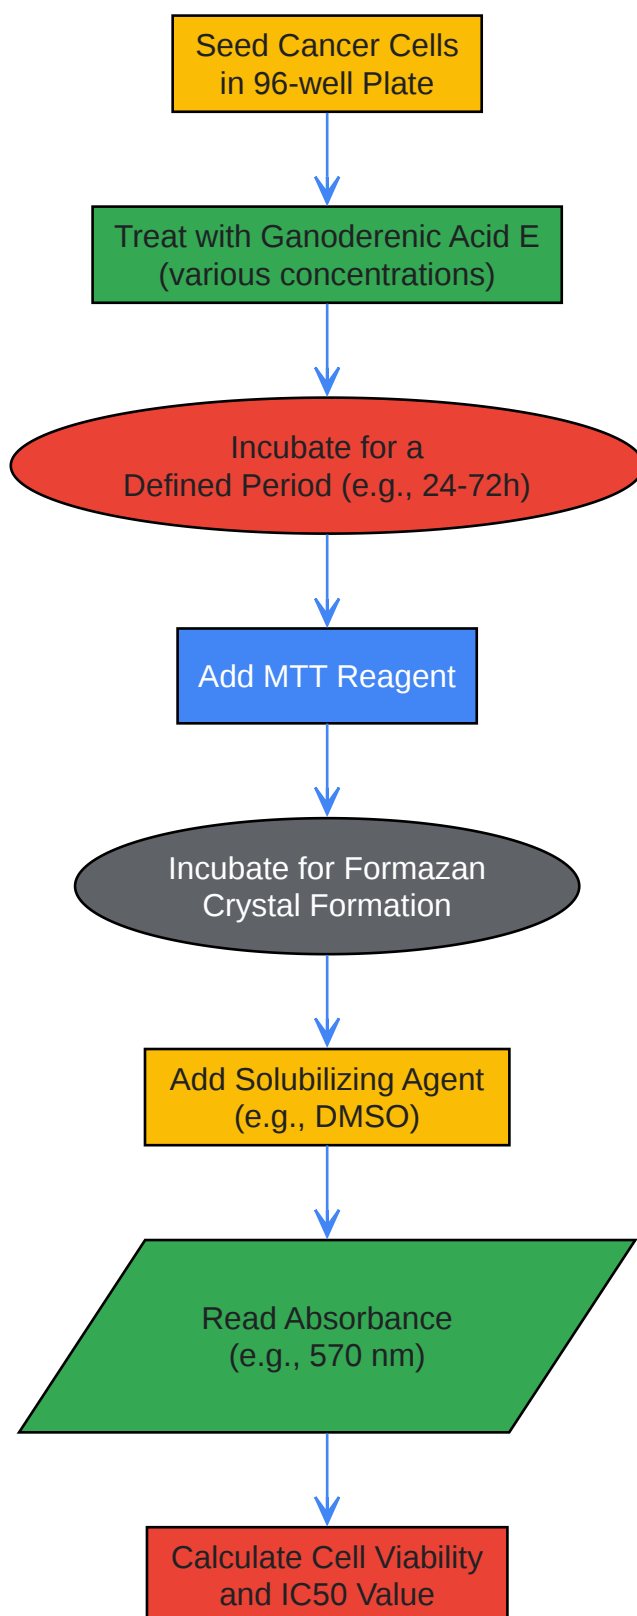 Seed Cancer Cells
in 96-well Plate
Treat with Ganoderenic Acid E
(various concentrations)
Incubate for a
Defined Period (e.g., 24-72h)
Add MTT Reagent
Incubate for Formazan
Crystal Formation
Add Solubilizing Agent
(e.g., DMSO)
Read Absorbance
(e.g., 570 nm)
Calculate Cell Viability
and IC50 Value